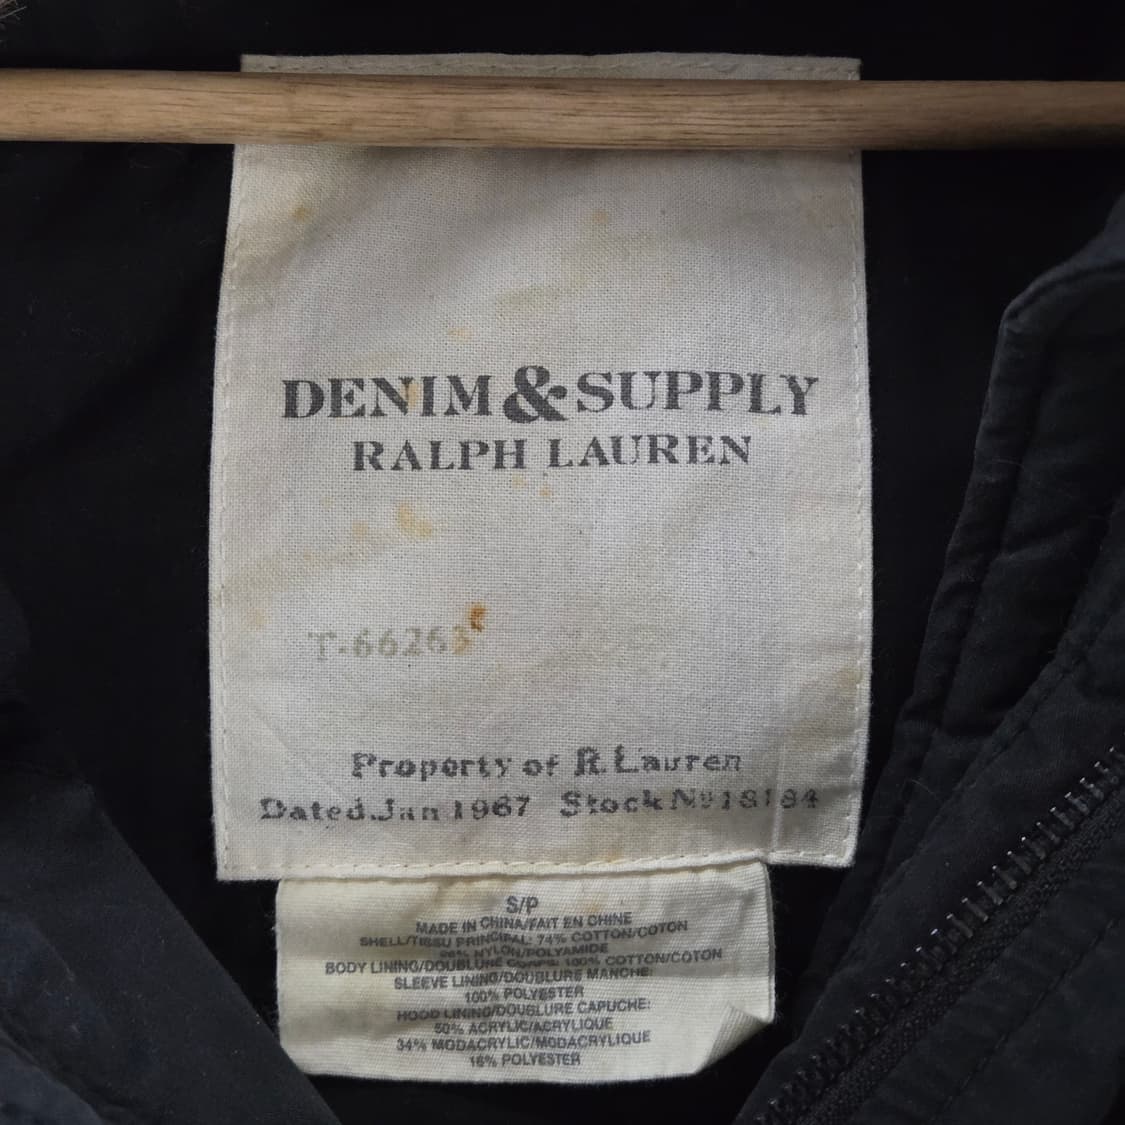 DENIM & SUPPLY
RALPH LAUREN
T-66263
Property of R. Lauren
Dated Jan 1967 Stock No 18184
S/P
MADE IN CHINA/FAIT EN CHINE
SHELL/TISSU PRINCIPAL: 74% COTTON/COTON
26% NYLON/POLYAMIDE
BODY LINING/DOUBLURE CORPS: 100% COTTON/COTON
SLEEVE LINING/DOUBLURE MANCHE:
100% POLYESTER
HOOD LINING/DOUBLURE CAPUCHE:
50% ACRYLIC/ACRYLIQUE
34% MODACRYLIC/MODACRYLIQUE
16% POLYESTER